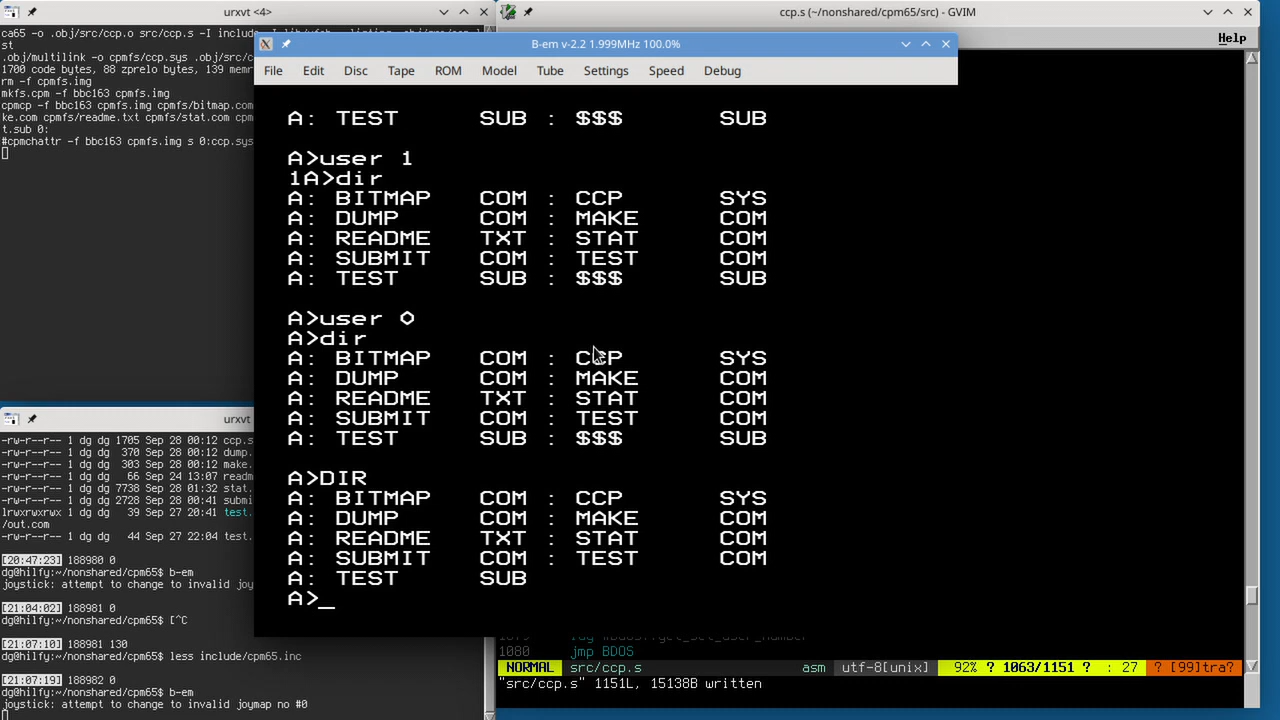 urxvt <4>
ca65 -o .obj/src/ccp.o src/ccp.s -I include
st
.obj/multilink -o cpmfs/ccp.sys .obj/src/c
1700 code bytes, 88 zprelo bytes, 139 memr
rm -f cpmfs.img
mkfs.cpm -f bbc163 cpmfs.img
cpmcp -f bbc163 cpmfs.img cpmfs/bitmap.com
ke.com cpmfs/readme.txt cpmfs/stat.com cpm
t.sub 0:
#cpmchattr -f bbc163 cpmfs.img s 0:ccp.sys
ccp.s (~/nonshared/cpm65/src) - GVIM
Help
B-em v-2.2 1.999MHz 100.0%
File Edit Disc Tape ROM Model Tube Settings Speed Debug
A: TEST SUB : $$$ SUB
A>user 1
1A>dir
A: BITMAP COM : CCP SYS
A: DUMP COM : MAKE COM
A: README TXT : STAT COM
A: SUBMIT COM : TEST COM
A: TEST SUB : $$$ SUB
A>user 0
A>dir
A: BITMAP COM : CCP SYS
A: DUMP COM : MAKE COM
A: README TXT : STAT COM
A: SUBMIT COM : TEST COM
A: TEST SUB : $$$ SUB
A>DIR
A: BITMAP COM : CCP SYS
A: DUMP COM : MAKE COM
A: README TXT : STAT COM
A: SUBMIT COM : TEST COM
A: TEST SUB
A>_
urxvt
-rw-r--r-- 1 dg dg 1705 Sep 28 00:12 ccp.s
-rw-r--r-- 1 dg dg 370 Sep 28 00:12 dump.
-rw-r--r-- 1 dg dg 303 Sep 28 00:12 make.
-rw-r--r-- 1 dg dg 66 Sep 24 13:07 readm
-rw-r--r-- 1 dg dg 7738 Sep 28 01:32 stat.
-rw-r--r-- 1 dg dg 2728 Sep 28 00:41 submi
lrwxrwxrwx 1 dg dg 39 Sep 27 20:41 test.
/out.com
-rw-r--r-- 1 dg dg 44 Sep 27 22:04 test.
[20:47:23] 188980 0
dg@hilfy:~/nonshared/cpm65$ b-em
joystick: attempt to change to invalid joy
[21:04:02] 188981 0
dg@hilfy:~/nonshared/cpm65$ [^C
[21:07:10] 188981 130
dg@hilfy:~/nonshared/cpm65$ less include/cpm65.inc
[21:07:19] 188982 0
dg@hilfy:~/nonshared/cpm65$ b-em
joystick: attempt to change to invalid joymap no #0
1080 jmp BDOS
NORMAL src/ccp.s asm utf-8[unix] 92% ? 1063/1151 ? : 27 ? [99]tra?
"src/ccp.s" 1151L, 15138B written